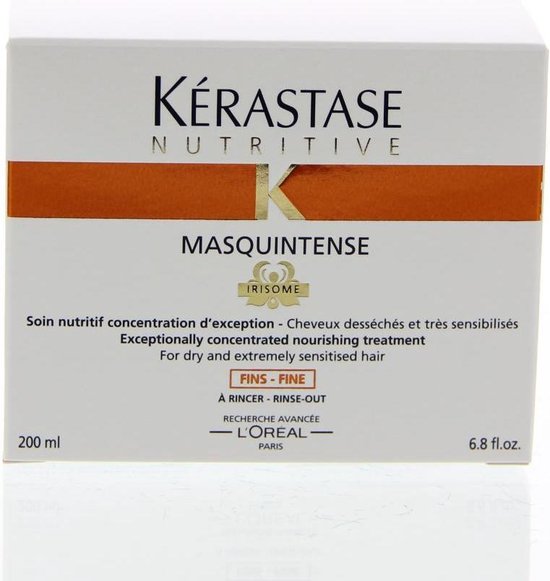 KÉRASTASE
NUTRITIVE
K
MASQUINTENSE
IRISOME
Soin nutritif concentration d'exception - Cheveux desséchés et très sensibilisés
Exceptionally concentrated nourishing treatment
For dry and extremely sensitised hair
FINS - FINE
À RINCER - RINSE-OUT
RECHERCHE AVANCÉE
L'ORÉAL
PARIS
200 ml 6.8 fl.oz.